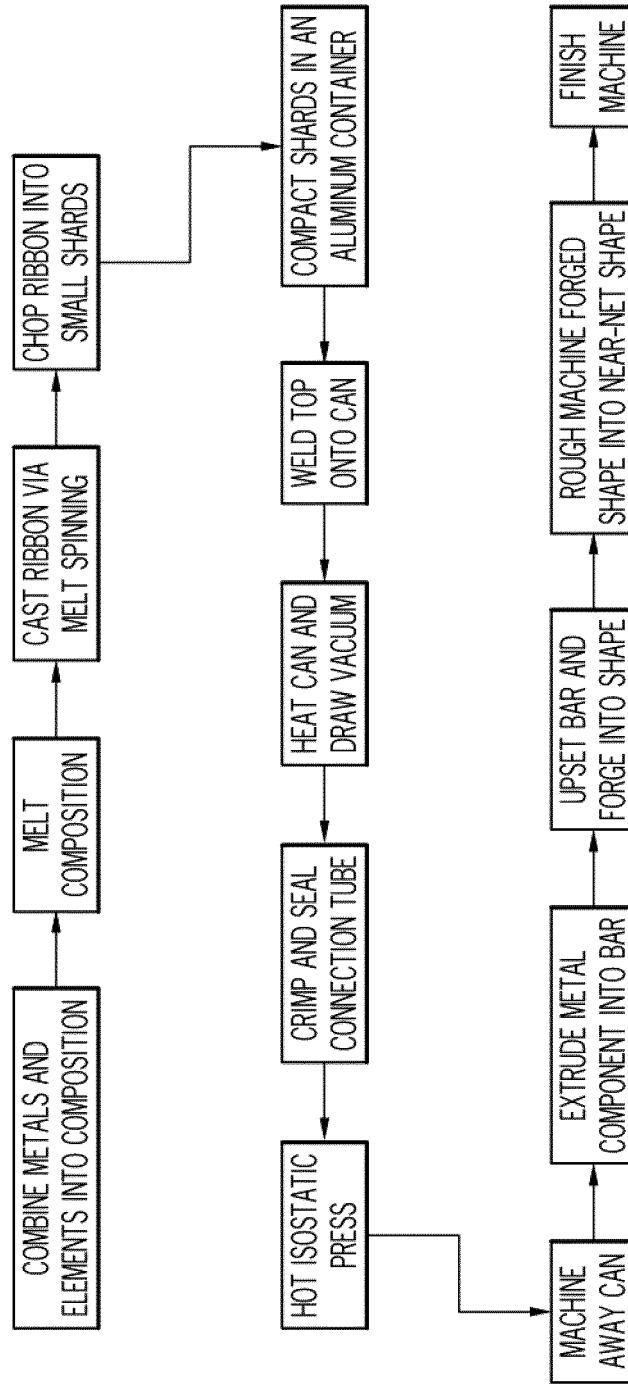 COMBINE METALS AND
ELEMENTS INTO COMPOSITION
MELT
COMPOSITION
CAST RIBBON VIA
MELT SPINNING
CHOP RIBBON INTO
SMALL SHARDS
COMPACT SHARDS IN AN
ALUMINUM CONTAINER
WELD TOP
ONTO CAN
HEAT CAN AND
DRAW VACUUM
CRIMP AND SEAL
CONNECTION TUBE
HOT ISOSTATIC
PRESS
MACHINE
AWAY CAN
EXTRUDE METAL
COMPONENT INTO BAR
UPSET BAR AND
FORGE INTO SHAPE
ROUGH MACHINE FORGED
SHAPE INTO NEAR-NET SHAPE
FINISH
MACHINE